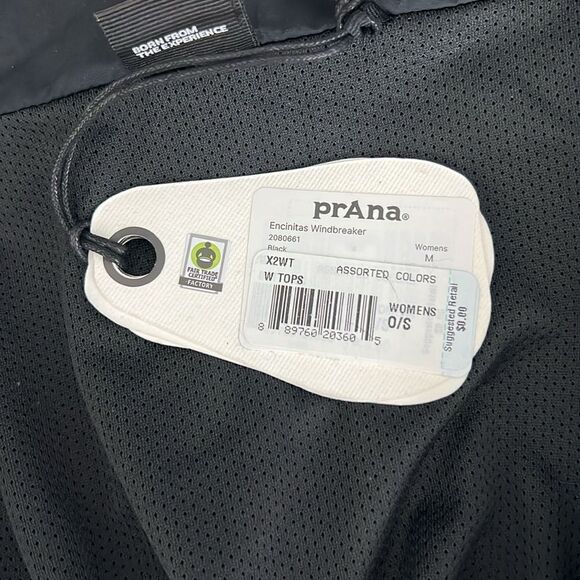 BORN FROM
THE EXPERIENCE
prAna®
Encinitas Windbreaker
2080661 Womens
Black M
X2WT ASSORTED COLORS
W TOPS
WOMENS
O/S
8 89760 20360 5
Suggested Retail
$0.00
FAIR TRADE
CERTIFIED
FACTORY